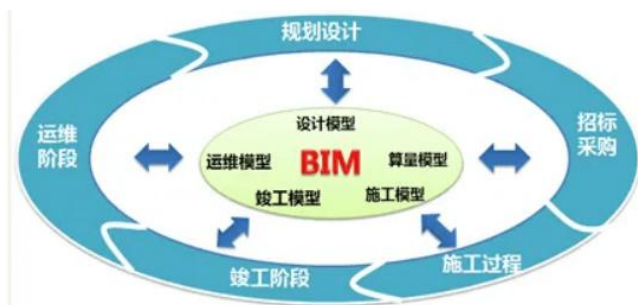 规划设计
招标
采购
施工过程
竣工阶段
运维
阶段
设计模型
运维模型
BIM
算量模型
竣工模型
施工模型